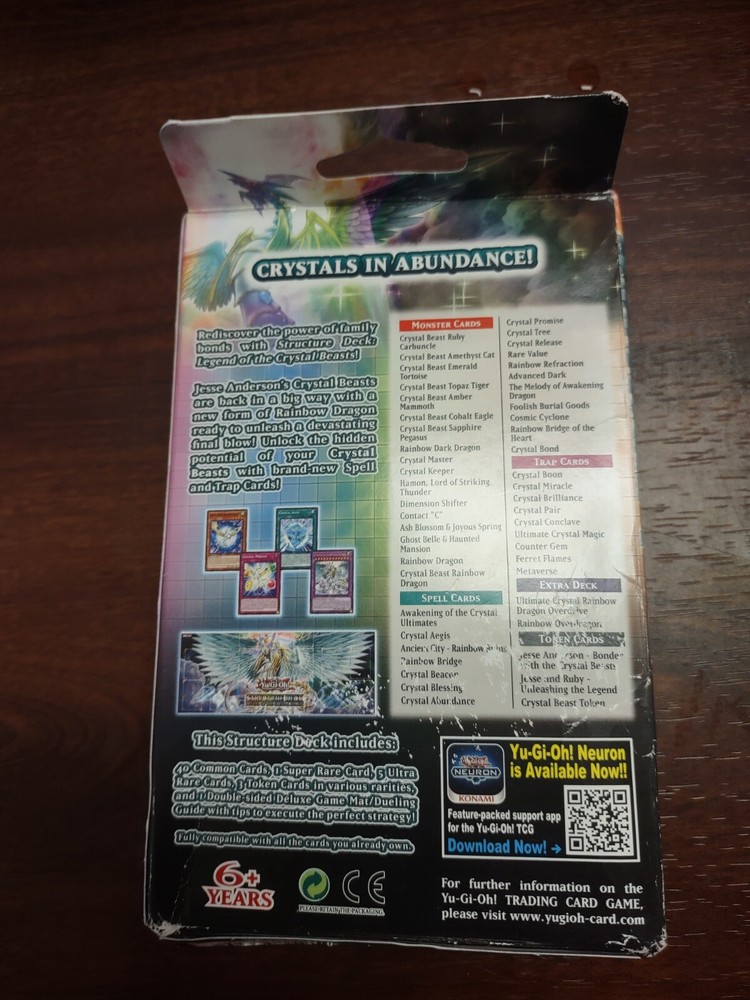 CRYSTALS IN ABUNDANCE!
Rediscover the power of family
bonds with Structure Deck:
Legend of the Crystal Beasts!
Jesse Anderson's Crystal Beasts
are back in a big way with a
new form of Rainbow Dragon
ready to unleash a devastating
final blow! Unlock the hidden
potential of your Crystal
Beasts with brand-new Spell
and Trap Cards!
MONSTER CARDS
Crystal Beast Ruby
Carbuncle
Crystal Beast Amethyst Cat
Crystal Beast Emerald
Tortoise
Crystal Beast Topaz Tiger
Crystal Beast Amber
Mammoth
Crystal Beast Cobalt Eagle
Crystal Beast Sapphire
Pegasus
Rainbow Dark Dragon
Crystal Master
Crystal Keeper
Hamon, Lord of Striking
Thunder
Dimension Shifter
Contact "C"
Ash Blossom & Joyous Spring
Ghost Belle & Haunted
Mansion
Rainbow Dragon
Crystal Beast Rainbow
Dragon
SPELL CARDS
Awakening of the Crystal
Ultimates
Crystal Aegis
Ancient City - Rainbow Ruins
Rainbow Bridge
Crystal Beacon
Crystal Blessing
Crystal Abundance
Crystal Promise
Crystal Tree
Crystal Release
Rare Value
Rainbow Refraction
Advanced Dark
The Melody of Awakening
Dragon
Foolish Burial Goods
Cosmic Cyclone
Rainbow Bridge of the
Heart
Crystal Bond
TRAP CARDS
Crystal Boon
Crystal Miracle
Crystal Brilliance
Crystal Pair
Crystal Conclave
Ultimate Crystal Magic
Counter Gem
Ferret Flames
Metaverse
EXTRA DECK
Ultimate Crystal Rainbow
Dragon Overdrive
Rainbow Overdragon
TOKEN CARDS
Jesse Anderson - Bonded
with the Crystal Beasts
Jesse and Ruby -
Unleashing the Legend
Crystal Beast Token
Yu-Gi-Oh!
This Structure Deck includes:
40 Common Cards, 1 Super Rare Card, 5 Ultra
Rare Cards, 3 Token Cards in various rarities,
and 1 Double-sided Deluxe Game Mat/Dueling
Guide with tips to execute the perfect strategy!
Fully compatible with all the cards you already own.
6+
YEARS
PLEASE RETAIN THE PACKAGING
CE
NEURON
KONAMI
Yu-Gi-Oh! Neuron
is Available Now!!
Feature-packed support app
for the Yu-Gi-Oh! TCG
Download Now! →
For further information on the
Yu-Gi-Oh! TRADING CARD GAME,
please visit www.yugioh-card.com